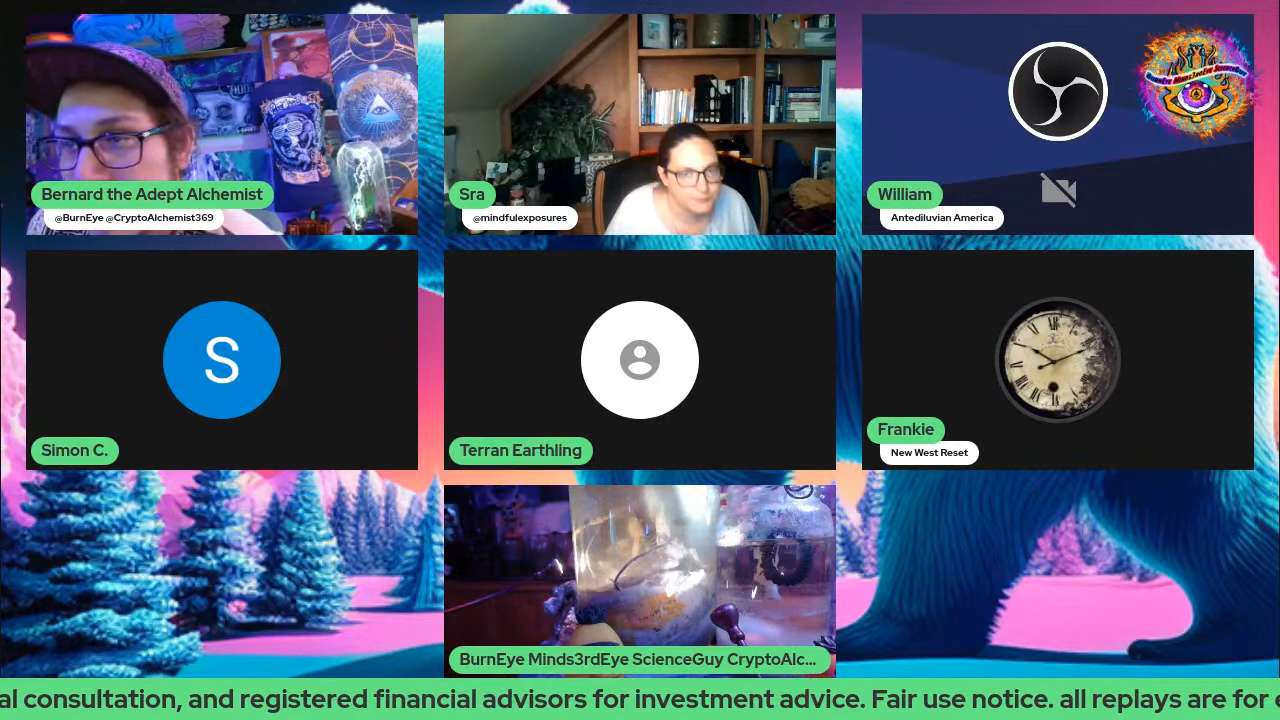 Bernard the Adept Alchemist
@BurnEye @CryptoAlchemist369
Sra
@mindfulexposures
William
Antediluvian America
S
Simon C.
Terran Earthling
Frankie
New West Reset
BurnEye Minds3rdEye ScienceGuy CryptoAlc...
al consultation, and registered financial advisors for investment advice. Fair use notice. all replays are for